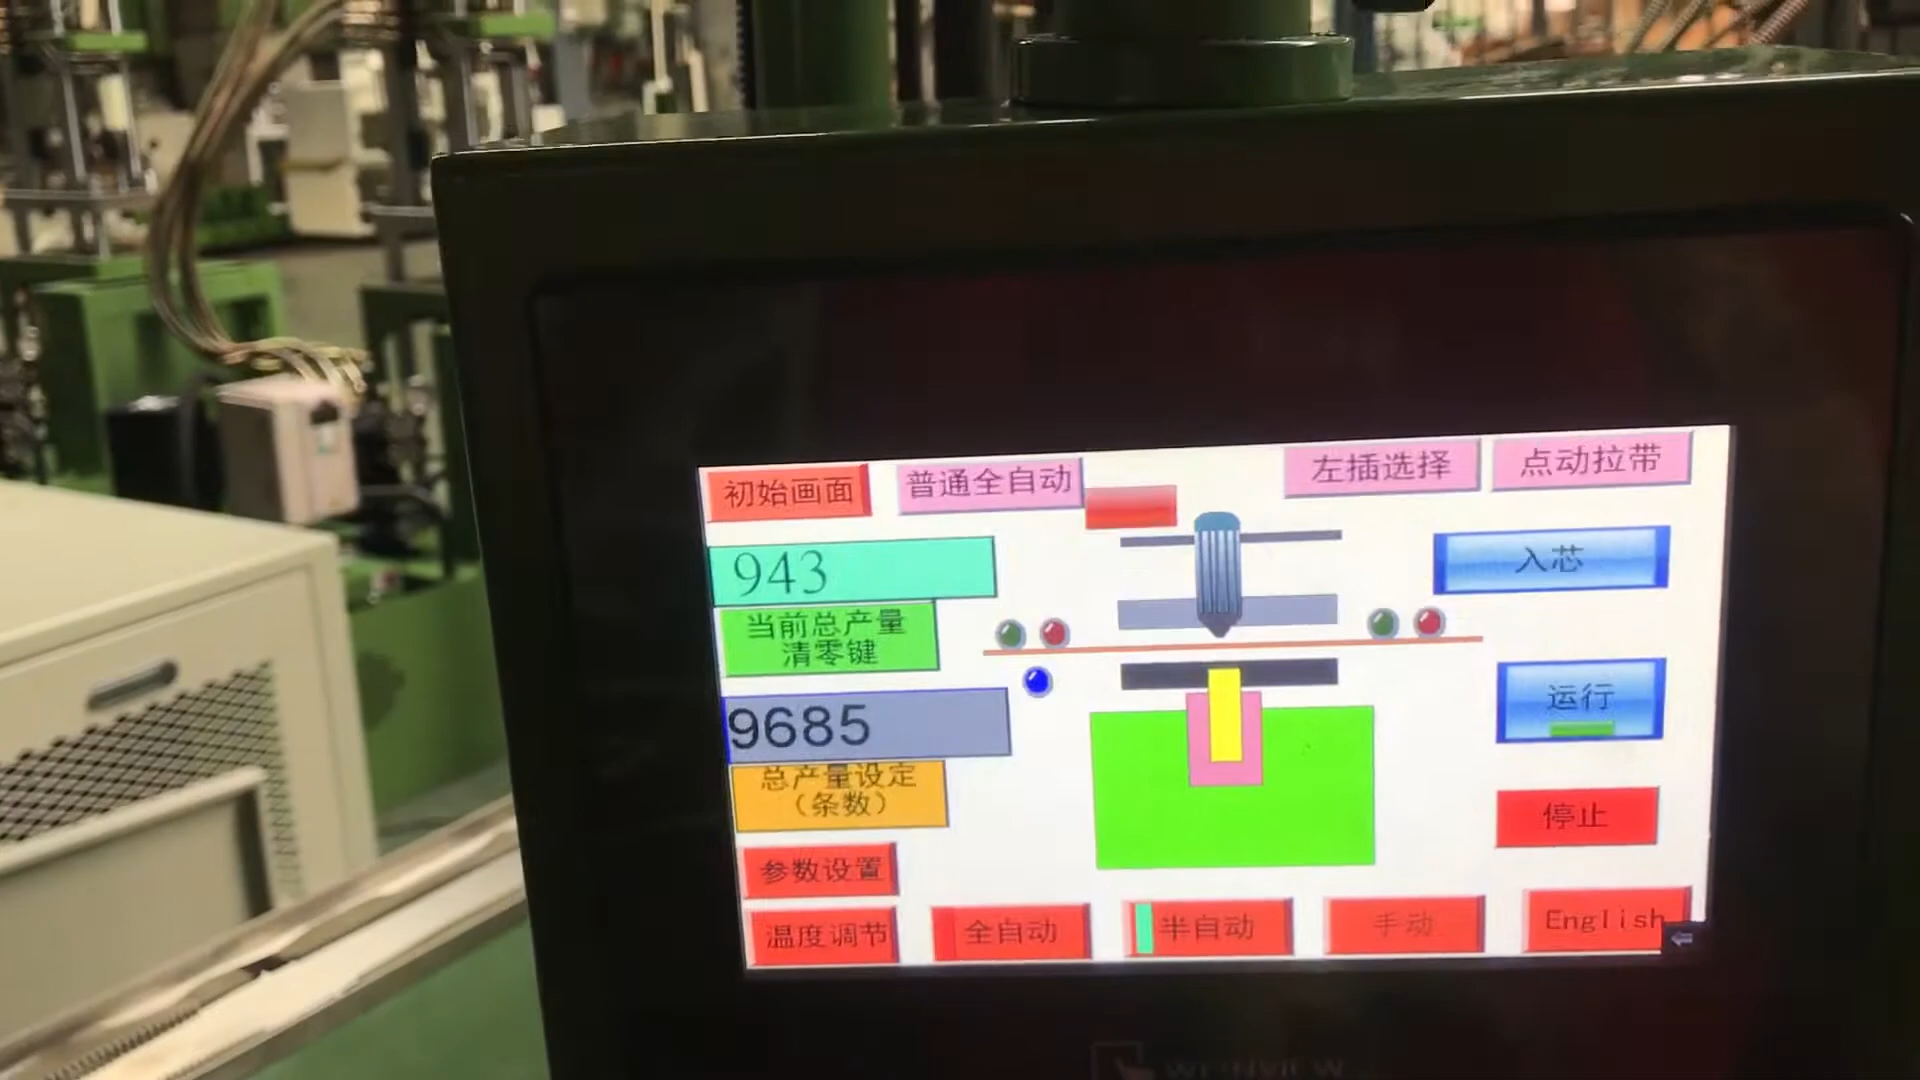 初始画面
普通全自动
左插选择
点动拉带
943
入芯
当前总产量
清零键
9685
运行
总产量设定
（条数）
停止
参数设置
温度调节
全自动
半自动
手动
English